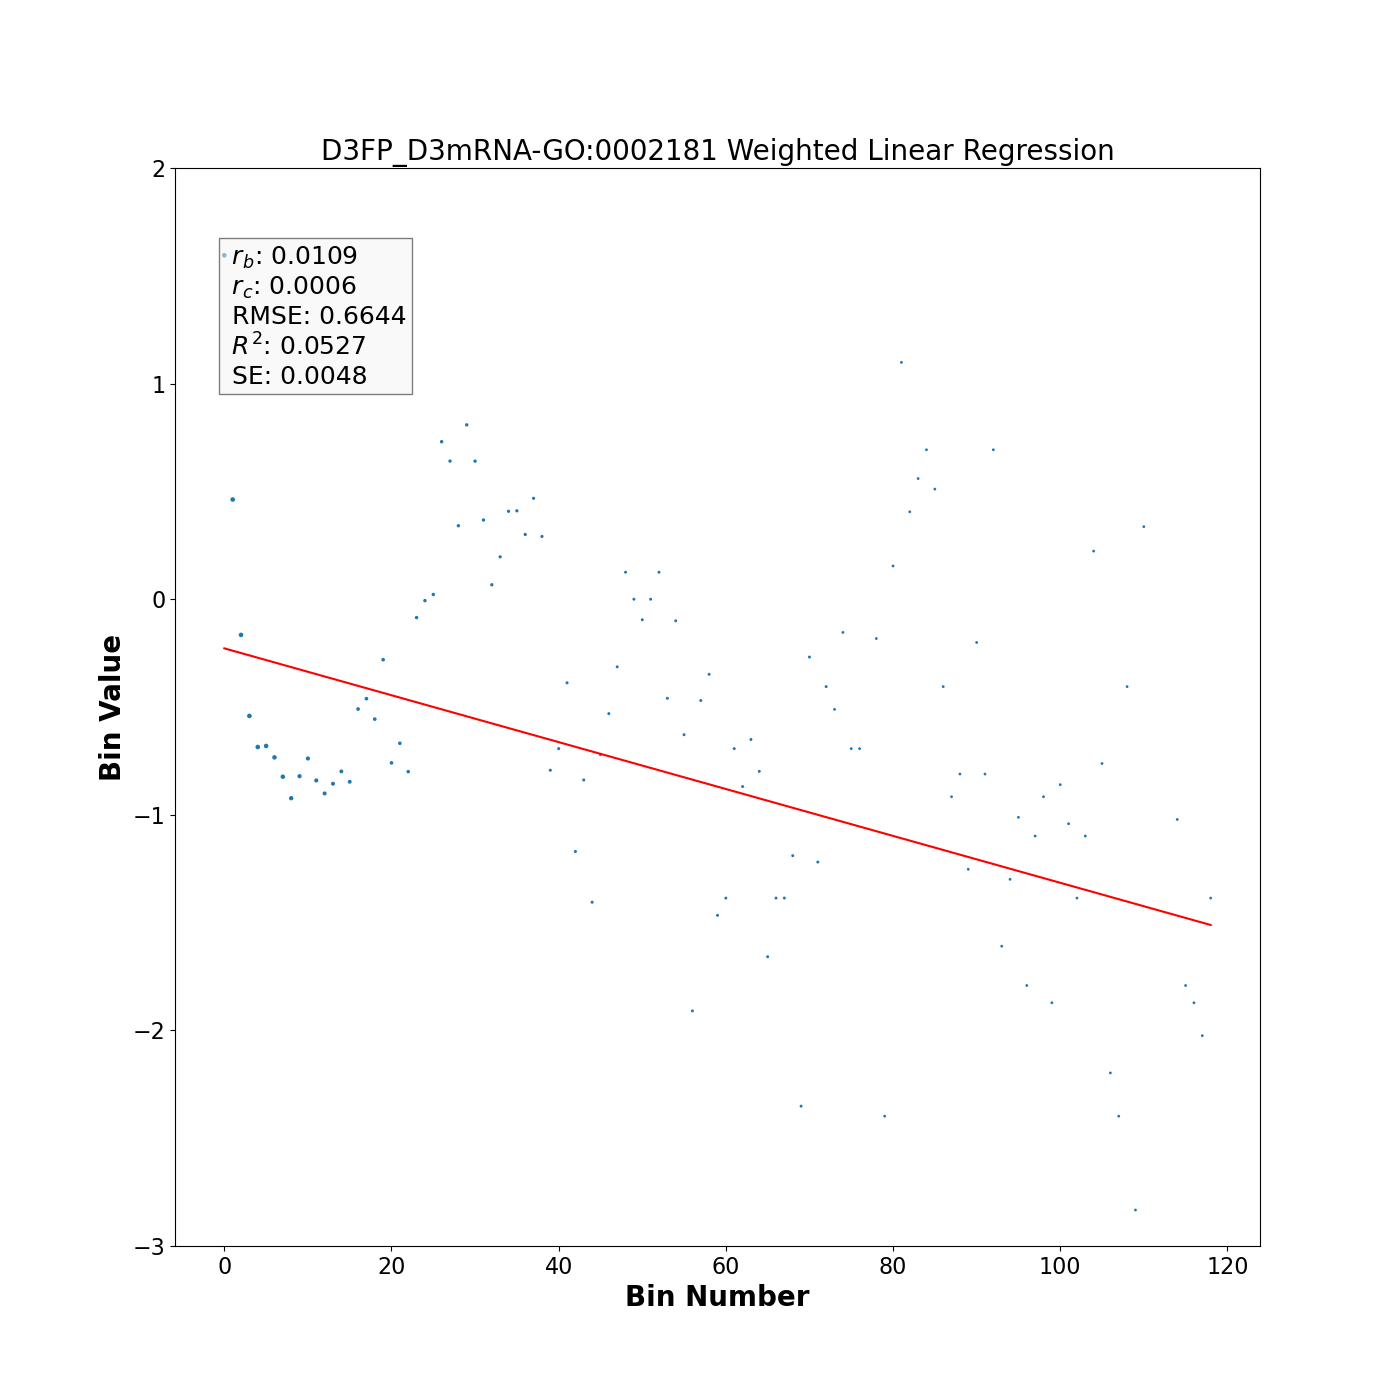 D3FP_D3mRNA-GO:0002181 Weighted Linear Regression
2
1
0
−1
−2
−3
r_b: 0.0109
r_c: 0.0006
RMSE: 0.6644
R²: 0.0527
SE: 0.0048
Bin Value
0 20 40 60 80 100 120
Bin Number